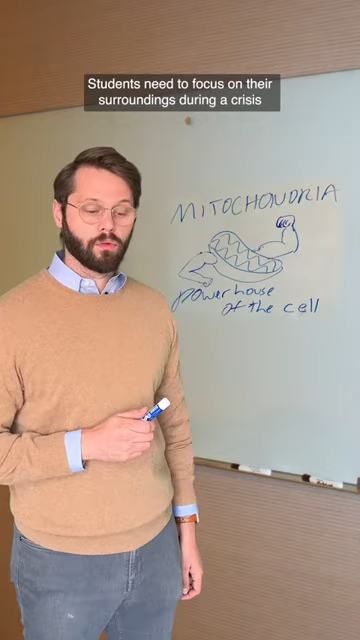 Students need to focus on their
surroundings during a crisis
MITOCHONDRIA
powerhouse
of the cell